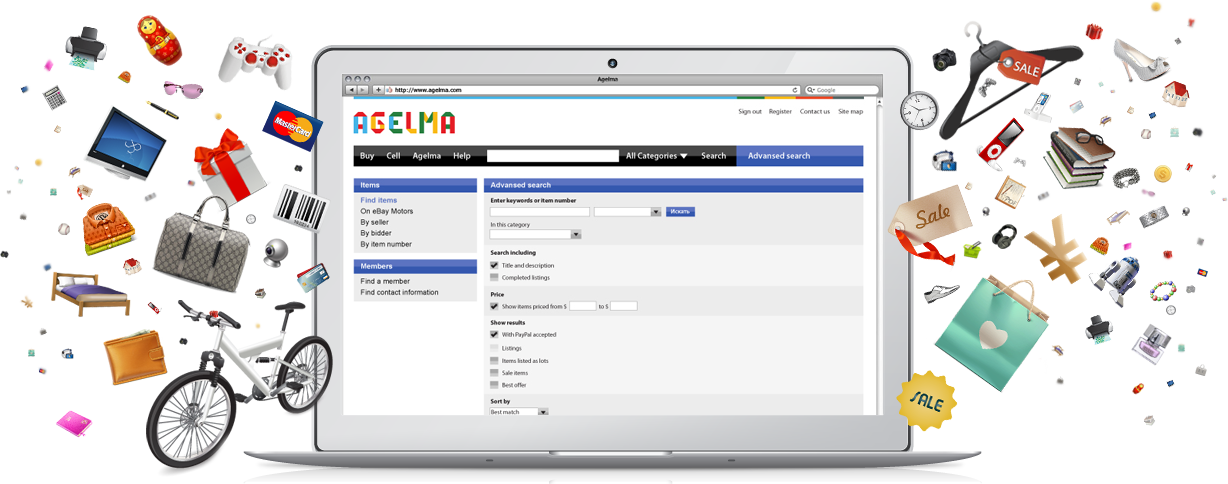 Agelma
http://www.agelma.com
Google
Sign out Register Contact us Site map
AGELMA
Buy Cell Agelma Help All Categories Search Advansed search
Items
Find items
On eBay Motors
By seller
By bidder
By item number
Members
Find a member
Find contact information
Advansed search
Enter keywords or item number
Искать
In this category
Search including
Title and description
Completed listings
Price
Show items priced from $ to $
Show results
With PayPal accepted
Listings
Items listed as lots
Sale items
Best offer
Sort by
Best match
MasterCard
SALE
Sale
SALE